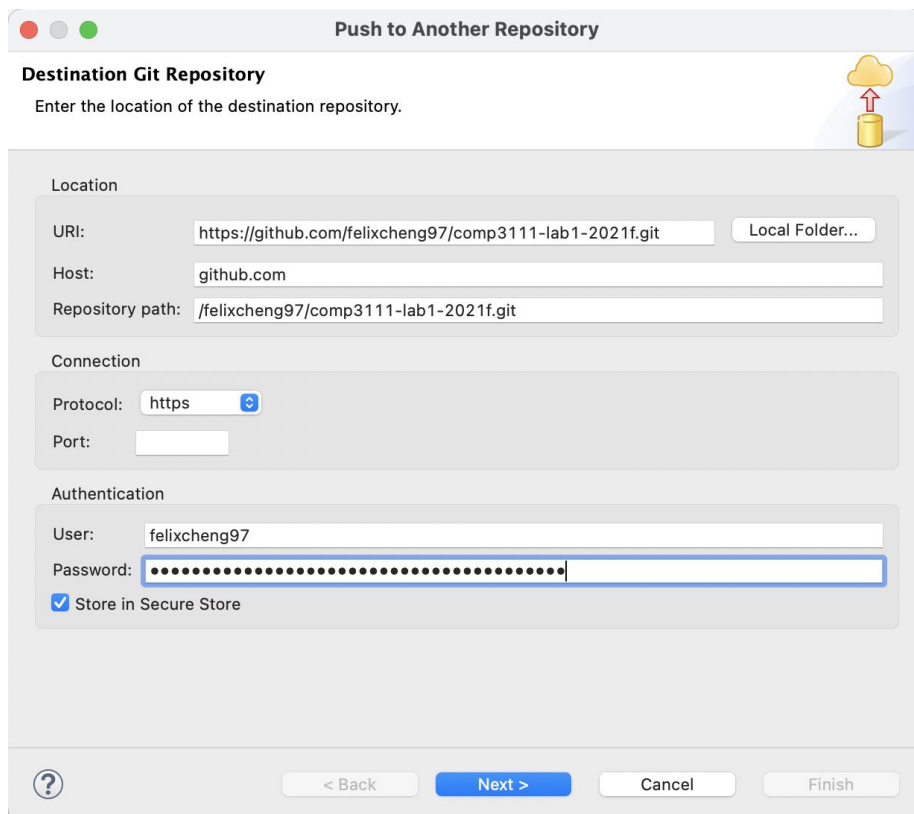 Push to Another Repository
Destination Git Repository
Enter the location of the destination repository.
Location
URI: https://github.com/felixcheng97/comp3111-lab1-2021f.git Local Folder...
Host: github.com
Repository path: /felixcheng97/comp3111-lab1-2021f.git
Connection
Protocol: https
Port:
Authentication
User: felixcheng97
Password: ••••••••••••••••••••••••••••••••••••••••
Store in Secure Store
? < Back Next > Cancel Finish